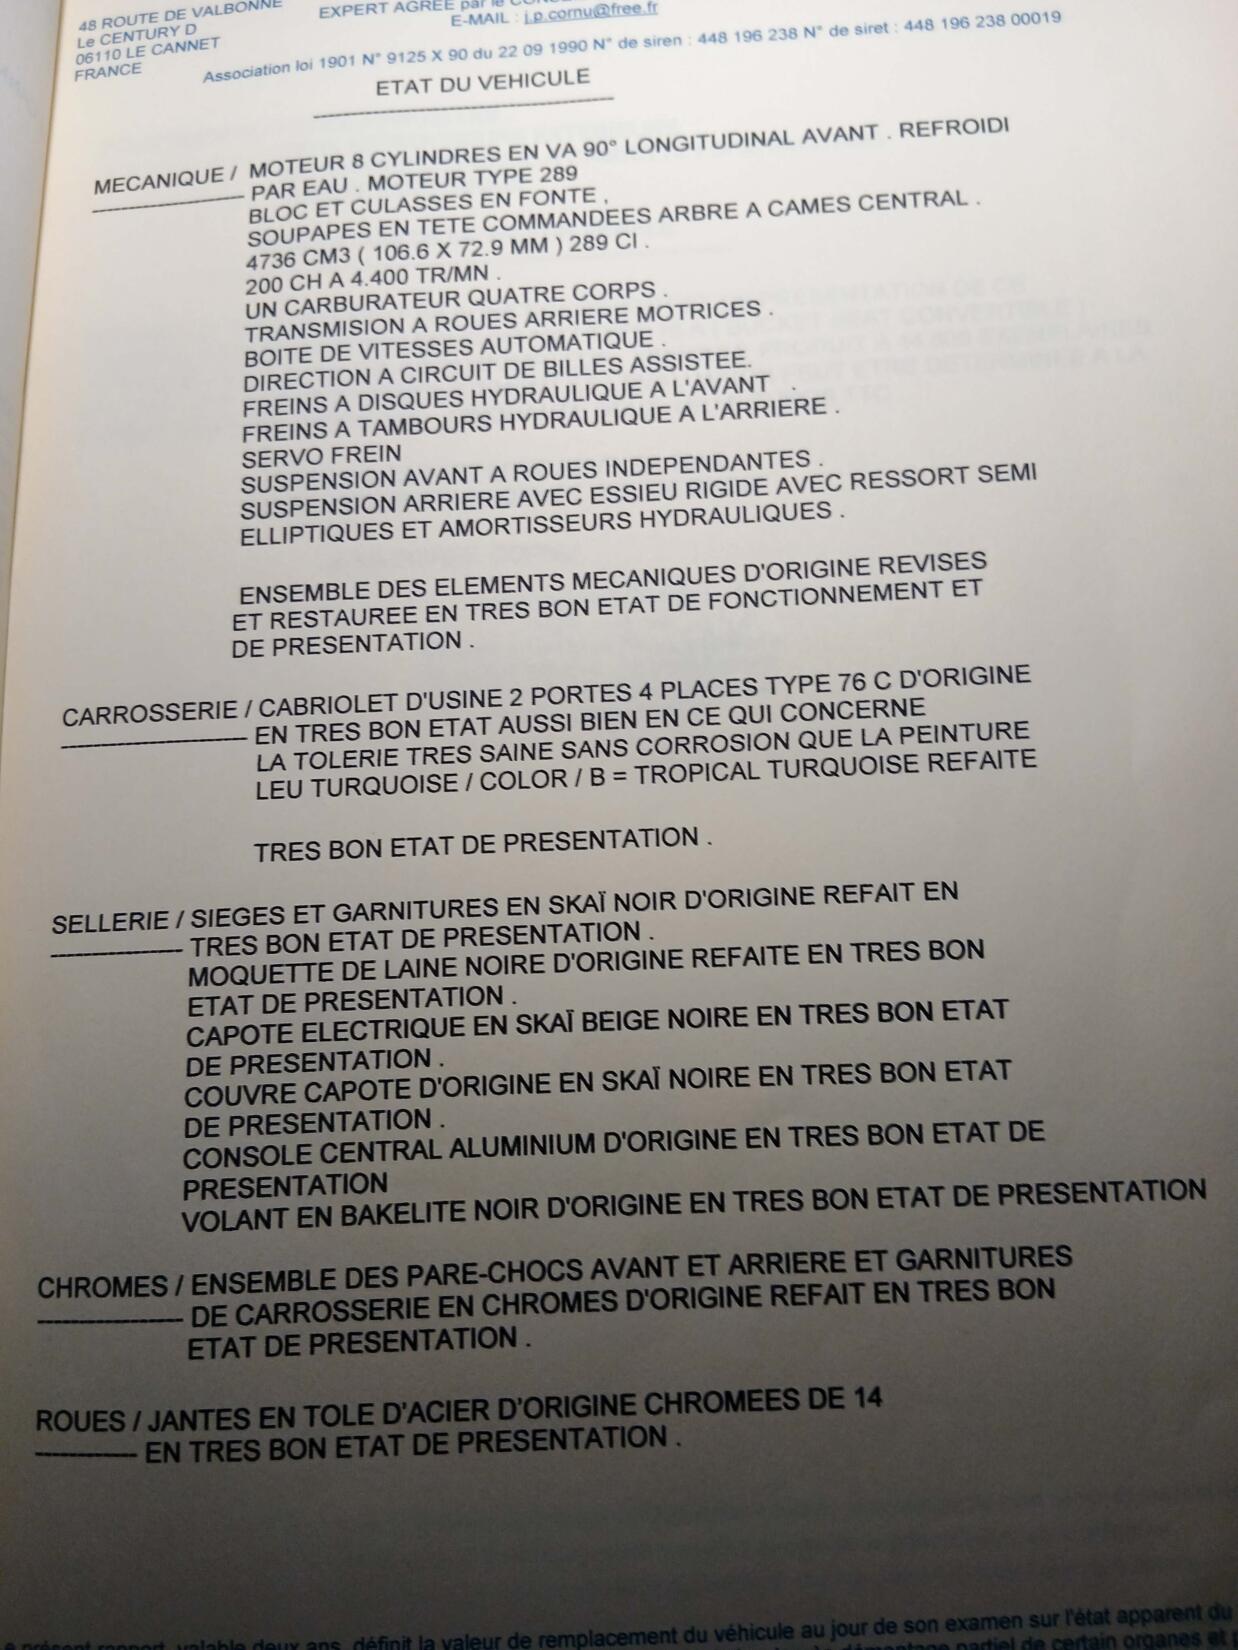 48 ROUTE DE VALBONNE
Le CENTURY D
06110 LE CANNET
FRANCE
EXPERT AGREE par le
E-MAIL : j.p.cornu@free.fr
Association loi 1901 N° 9125 X 90 du 22 09 1990 N° de siren : 448 196 238 N° de siret : 448 196 238 00019
ETAT DU VEHICULE
MECANIQUE / MOTEUR 8 CYLINDRES EN VA 90° LONGITUDINAL AVANT . REFROIDI
PAR EAU . MOTEUR TYPE 289
BLOC ET CULASSES EN FONTE ,
SOUPAPES EN TETE COMMANDEES ARBRE A CAMES CENTRAL .
4736 CM3 ( 106.6 X 72.9 MM ) 289 CI .
200 CH A 4.400 TR/MN .
UN CARBURATEUR QUATRE CORPS .
TRANSMISION A ROUES ARRIERE MOTRICES .
BOITE DE VITESSES AUTOMATIQUE .
DIRECTION A CIRCUIT DE BILLES ASSISTEE.
FREINS A DISQUES HYDRAULIQUE A L'AVANT .
FREINS A TAMBOURS HYDRAULIQUE A L'ARRIERE .
SERVO FREIN
SUSPENSION AVANT A ROUES INDEPENDANTES .
SUSPENSION ARRIERE AVEC ESSIEU RIGIDE AVEC RESSORT SEMI
ELLIPTIQUES ET AMORTISSEURS HYDRAULIQUES .
ENSEMBLE DES ELEMENTS MECANIQUES D'ORIGINE REVISES
ET RESTAUREE EN TRES BON ETAT DE FONCTIONNEMENT ET
DE PRESENTATION .
CARROSSERIE / CABRIOLET D'USINE 2 PORTES 4 PLACES TYPE 76 C D'ORIGINE
EN TRES BON ETAT AUSSI BIEN EN CE QUI CONCERNE
LA TOLERIE TRES SAINE SANS CORROSION QUE LA PEINTURE
LEU TURQUOISE / COLOR / B = TROPICAL TURQUOISE REFAITE
TRES BON ETAT DE PRESENTATION .
SELLERIE / SIEGES ET GARNITURES EN SKAÏ NOIR D'ORIGINE REFAIT EN
TRES BON ETAT DE PRESENTATION .
MOQUETTE DE LAINE NOIRE D'ORIGINE REFAITE EN TRES BON
ETAT DE PRESENTATION .
CAPOTE ELECTRIQUE EN SKAÏ BEIGE NOIRE EN TRES BON ETAT
DE PRESENTATION .
COUVRE CAPOTE D'ORIGINE EN SKAÏ NOIRE EN TRES BON ETAT
DE PRESENTATION .
CONSOLE CENTRAL ALUMINIUM D'ORIGINE EN TRES BON ETAT DE
PRESENTATION
VOLANT EN BAKELITE NOIR D'ORIGINE EN TRES BON ETAT DE PRESENTATION
CHROMES / ENSEMBLE DES PARE-CHOCS AVANT ET ARRIERE ET GARNITURES
DE CARROSSERIE EN CHROMES D'ORIGINE REFAIT EN TRES BON
ETAT DE PRESENTATION .
ROUES / JANTES EN TOLE D'ACIER D'ORIGINE CHROMEES DE 14
EN TRES BON ETAT DE PRESENTATION .
présent rapport, valable deux ans, définit la valeur de remplacement du véhicule au jour de son examen sur l'état apparent du
démontage partiel de certain organes et